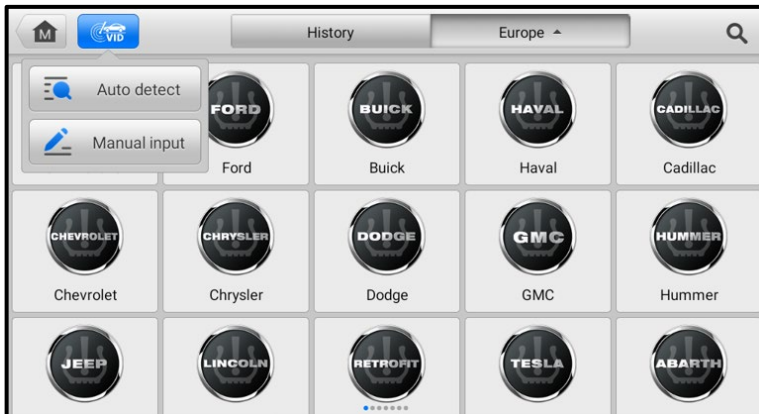 M
VID
History
Europe
Auto detect
Manual input
FORD
BUICK
HAVAL
CADILLAC
Ford
Buick
Haval
Cadillac
CHEVROLET
CHRYSLER
DODGE
GMC
HUMMER
Chevrolet
Chrysler
Dodge
GMC
Hummer
JEEP
LINCOLN
RETROFIT
TESLA
ABARTH